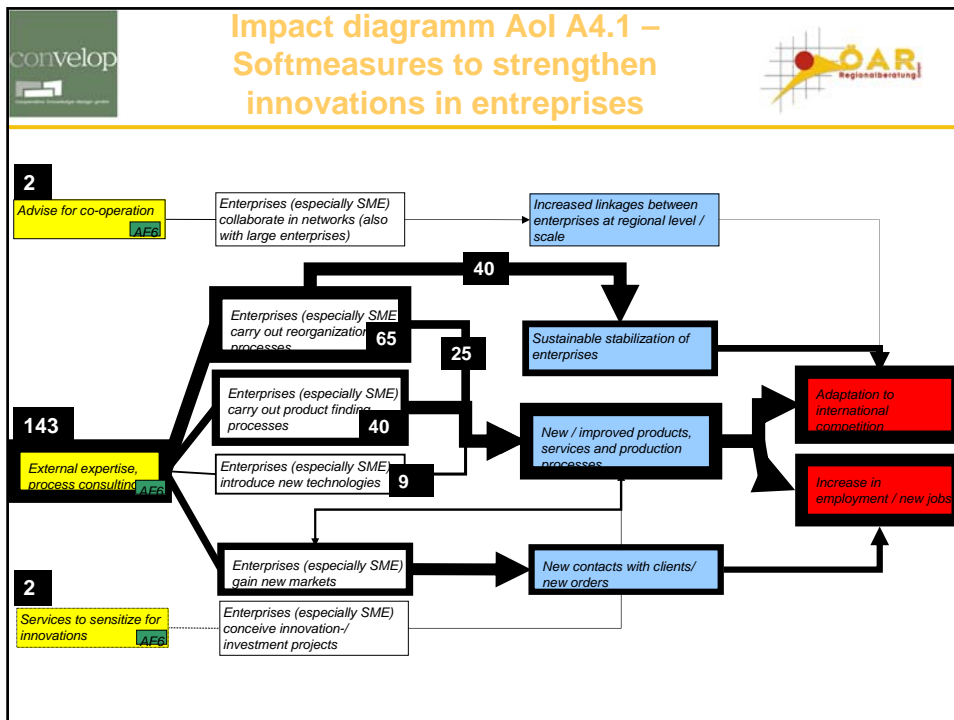 convelop
cooperative knowledge design gmbh
Impact diagramm AoI A4.1 –
Softmeasures to strengthen
innovations in entreprises
ÖAR
Regionalberatung
2
Advise for co-operation
AF6
Enterprises (especially SME)
collaborate in networks (also
with large enterprises)
Increased linkages between
enterprises at regional level /
scale
40
Enterprises (especially SME
carry out reorganization
processes
65
25
Sustainable stabilization of
enterprises
Enterprises (especially SME)
carry out product finding
processes
40
143
External expertise,
process consulting
AF6
Enterprises (especially SME)
introduce new technologies
9
New / improved products,
services and production
processes
Adaptation to
international
competition
Increase in
employment / new jobs
Enterprises (especially SME)
gain new markets
New contacts with clients/
new orders
2
Services to sensitize for
innovations
AF6
Enterprises (especially SME)
conceive innovation-/
investment projects